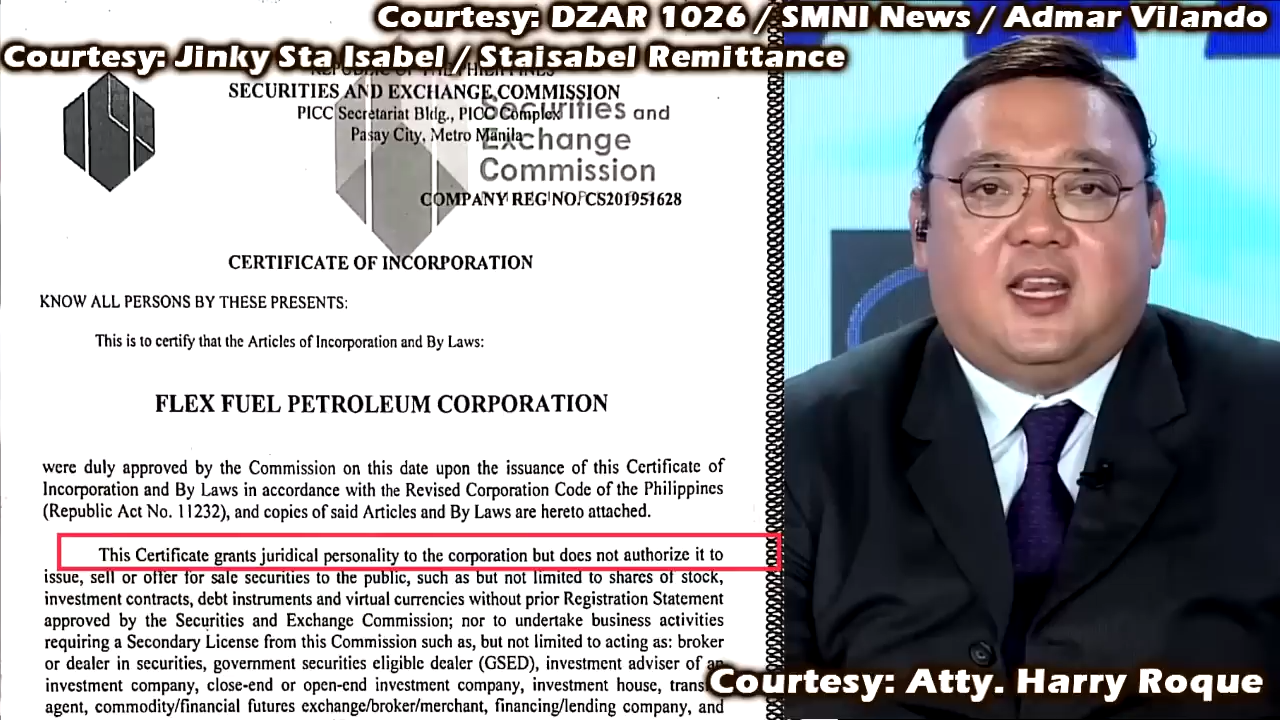 Courtesy: DZAR 1026 / SMNI News / Admar Vilando
Courtesy: Jinky Sta Isabel / Staisabel Remittance
REPUBLIC OF THE PHILIPPINES
SECURITIES AND EXCHANGE COMMISSION
PICC Secretariat Bldg., PICC Complex
Pasay City, Metro Manila
Securities and
Exchange
Commission
COMPANY REG NO. CS201951628
CERTIFICATE OF INCORPORATION
KNOW ALL PERSONS BY THESE PRESENTS:
This is to certify that the Articles of Incorporation and By Laws:
FLEX FUEL PETROLEUM CORPORATION
were duly approved by the Commission on this date upon the issuance of this Certificate of
Incorporation and By Laws in accordance with the Revised Corporation Code of the Philippines
(Republic Act No. 11232), and copies of said Articles and By Laws are hereto attached.
This Certificate grants juridical personality to the corporation but does not authorize it to
issue, sell or offer for sale securities to the public, such as but not limited to shares of stock,
investment contracts, debt instruments and virtual currencies without prior Registration Statement
approved by the Securities and Exchange Commission; nor to undertake business activities
requiring a Secondary License from this Commission such as, but not limited to acting as: broker
or dealer in securities, government securities eligible dealer (GSED), investment adviser of an
investment company, close-end or open-end investment company, investment house, transfer
agent, commodity/financial futures exchange/broker/merchant, financing/lending company, and
Courtesy: Atty. Harry Roque